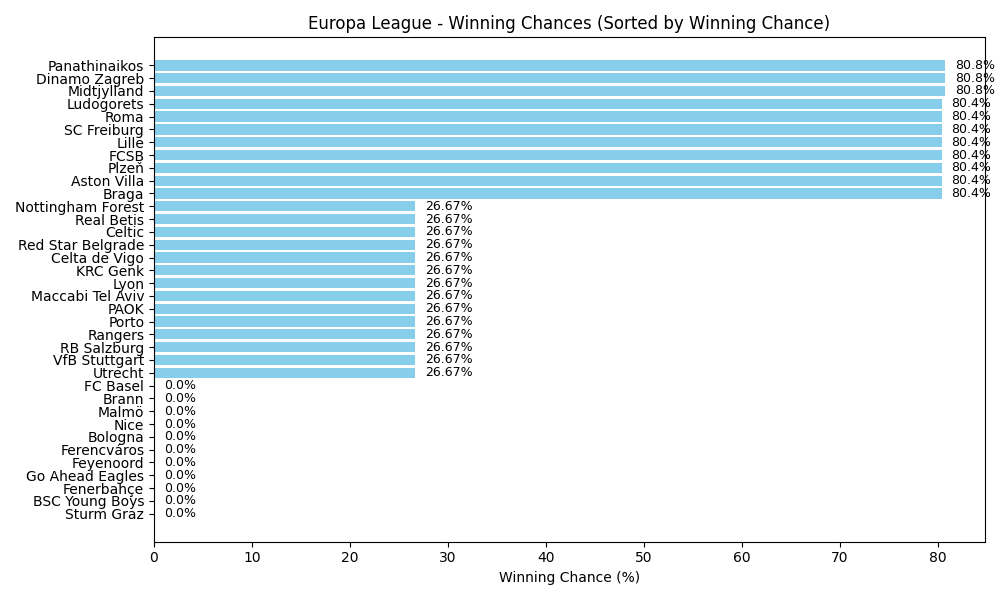 Europa League - Winning Chances (Sorted by Winning Chance)
Panathinaikos 80.8%
Dinamo Zagreb 80.8%
Midtjylland 80.8%
Ludogorets 80.4%
Roma 80.4%
SC Freiburg 80.4%
Lille 80.4%
FCSB 80.4%
Plzeň 80.4%
Aston Villa 80.4%
Braga 80.4%
Nottingham Forest 26.67%
Real Betis 26.67%
Celtic 26.67%
Red Star Belgrade 26.67%
Celta de Vigo 26.67%
KRC Genk 26.67%
Lyon 26.67%
Maccabi Tel Aviv 26.67%
PAOK 26.67%
Porto 26.67%
Rangers 26.67%
RB Salzburg 26.67%
VfB Stuttgart 26.67%
Utrecht 26.67%
FC Basel 0.0%
Brann 0.0%
Malmö 0.0%
Nice 0.0%
Bologna 0.0%
Ferencváros 0.0%
Feyenoord 0.0%
Go Ahead Eagles 0.0%
Fenerbahçe 0.0%
BSC Young Boys 0.0%
Sturm Graz 0.0%
0 10 20 30 40 50 60 70 80
Winning Chance (%)